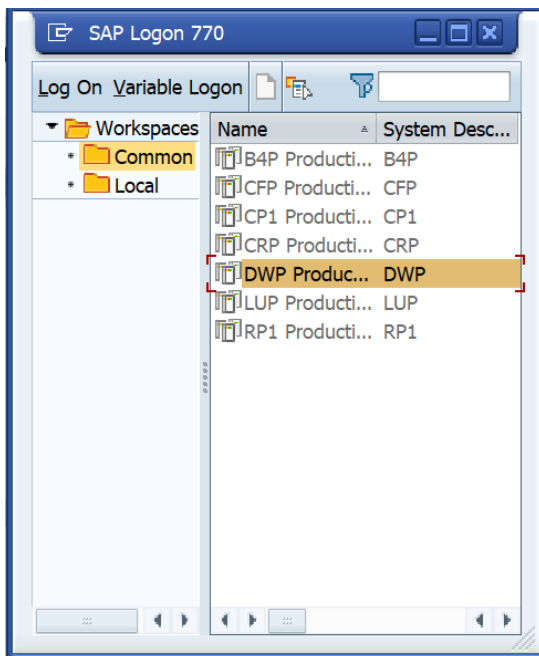 SAP Logon 770
Log On Variable Logon
Workspaces
Common
Local
Name System Desc...
B4P Producti... B4P
CFP Producti... CFP
CP1 Producti... CP1
CRP Producti... CRP
DWP Produc... DWP
LUP Producti... LUP
RP1 Producti... RP1